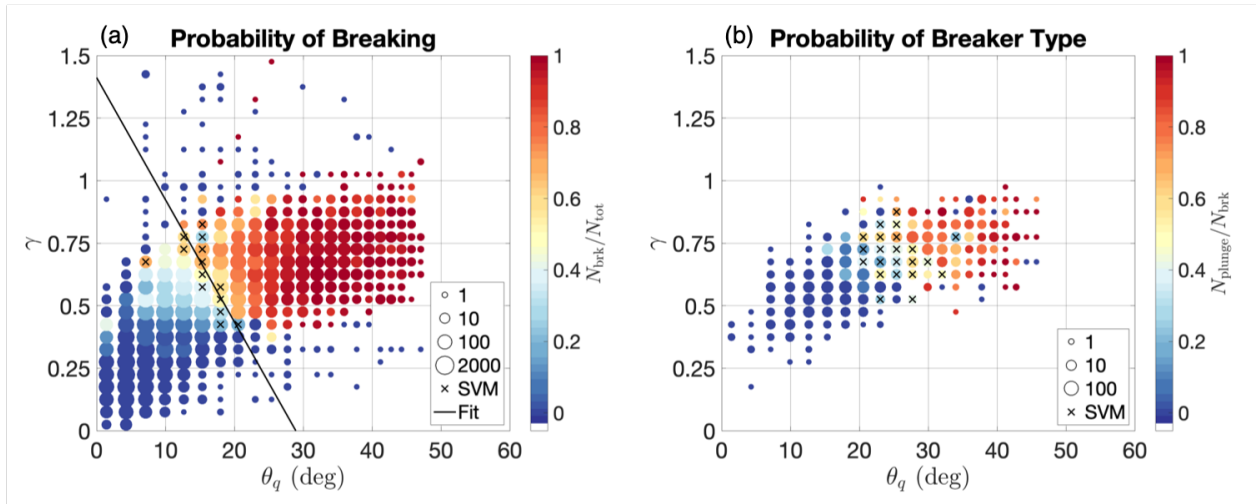 (a) Probability of Breaking
1.5
1.25
1
0.75
0.5
0.25
0
γ
0 10 20 30 40 50 60
θq (deg)
1
10
100
2000
× SVM
Fit
1
0.8
0.6
0.4
0.2
0
Nbrk/Ntot
(b) Probability of Breaker Type
1.5
1.25
1
0.75
0.5
0.25
0
γ
0 10 20 30 40 50 60
θq (deg)
1
10
100
× SVM
1
0.8
0.6
0.4
0.2
0
Nplunge/Nbrk